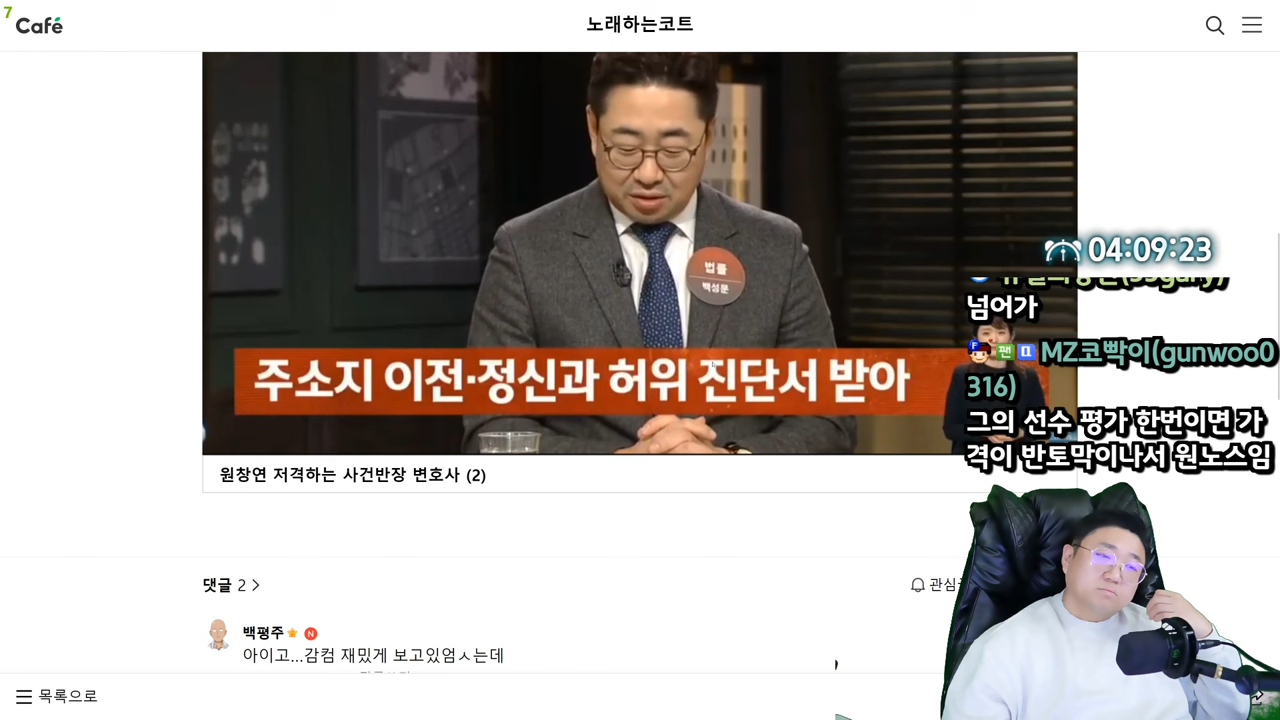 7
Café
노래하는코트
법률
백성문
주소지 이전·정신과 허위 진단서 받아
원창연 저격하는 사건반장 변호사 (2)
04:09:23
넘어가
F 팬 MZ코빡이(gunwoo0
316)
그의 선수 평가 한번이면 가
격이 반토막이나서 원노스임
댓글 2
관심
백평주 N
아이고...감컴 재밌게 보고있엄ㅅ는데
목록으로